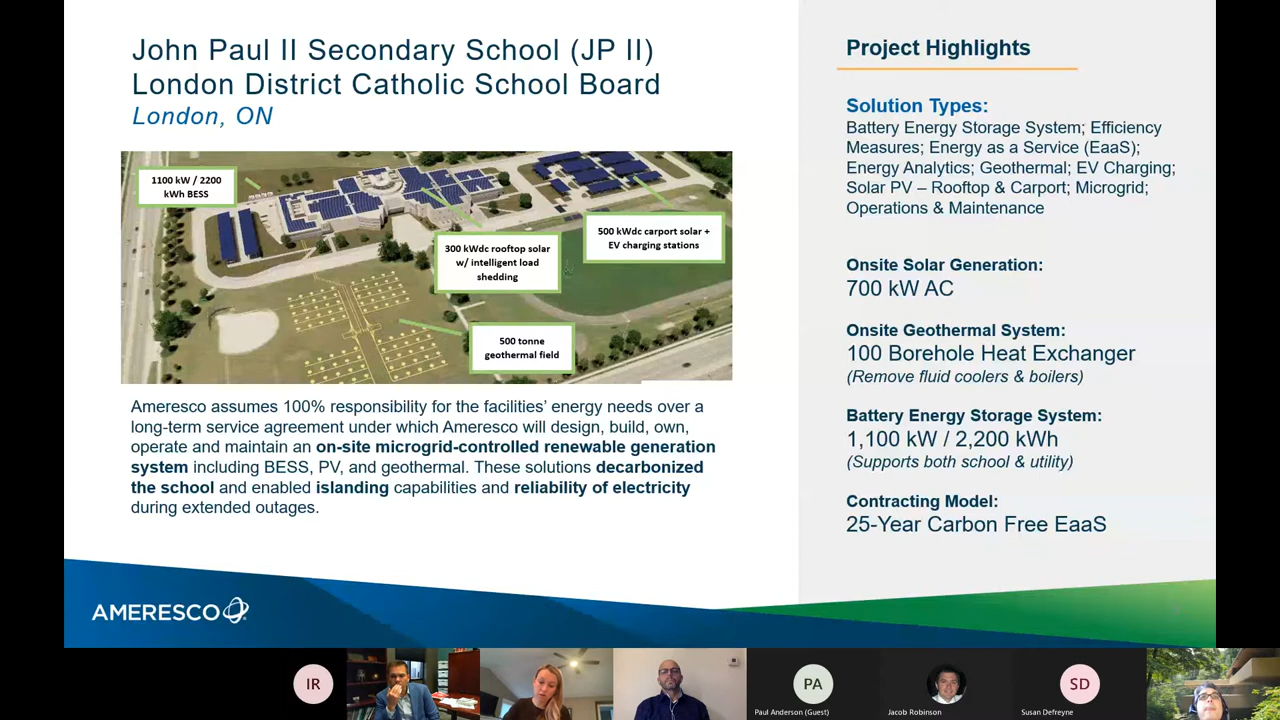 John Paul II Secondary School (JP II)
London District Catholic School Board
London, ON
1100 kW / 2200
kWh BESS
300 kWdc rooftop solar
w/ intelligent load
shedding
500 kWdc carport solar +
EV charging stations
500 tonne
geothermal field
Ameresco assumes 100% responsibility for the facilities’ energy needs over a
long-term service agreement under which Ameresco will design, build, own,
operate and maintain an on-site microgrid-controlled renewable generation
system including BESS, PV, and geothermal. These solutions decarbonized
the school and enabled islanding capabilities and reliability of electricity
during extended outages.
Project Highlights
Solution Types:
Battery Energy Storage System; Efficiency
Measures; Energy as a Service (EaaS);
Energy Analytics; Geothermal; EV Charging;
Solar PV – Rooftop & Carport; Microgrid;
Operations & Maintenance
Onsite Solar Generation:
700 kW AC
Onsite Geothermal System:
100 Borehole Heat Exchanger
(Remove fluid coolers & boilers)
Battery Energy Storage System:
1,100 kW / 2,200 kWh
(Supports both school & utility)
Contracting Model:
25-Year Carbon Free EaaS
AMERESCO
IR
PA
Paul Anderson (Guest)
Jacob Robinson
SD
Susan Defreyne